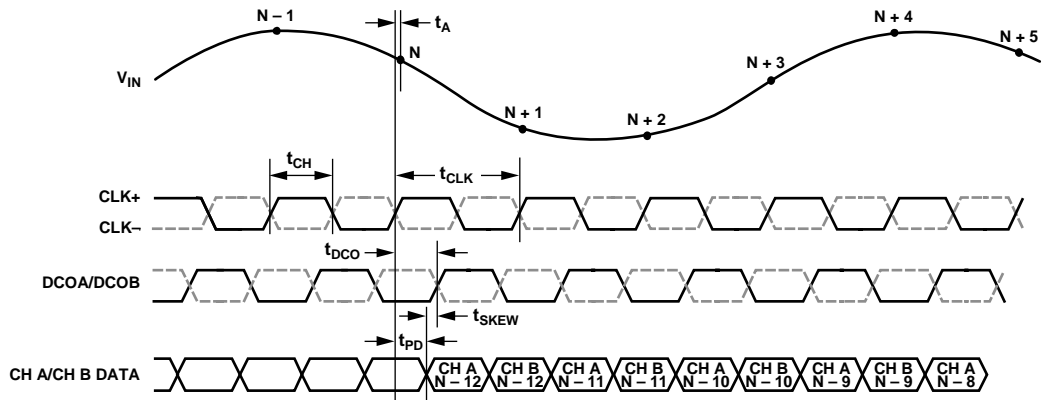 N – 1
tA
N
N + 1
N + 2
N + 3
N + 4
N + 5
VIN
tCH
tCLK
CLK+
CLK–
tDCO
DCOA/DCOB
tSKEW
tPD
CH A/CH B DATA
CH A
N – 12
CH B
N – 12
CH A
N – 11
CH B
N – 11
CH A
N – 10
CH B
N – 10
CH A
N – 9
CH B
N – 9
CH A
N – 8